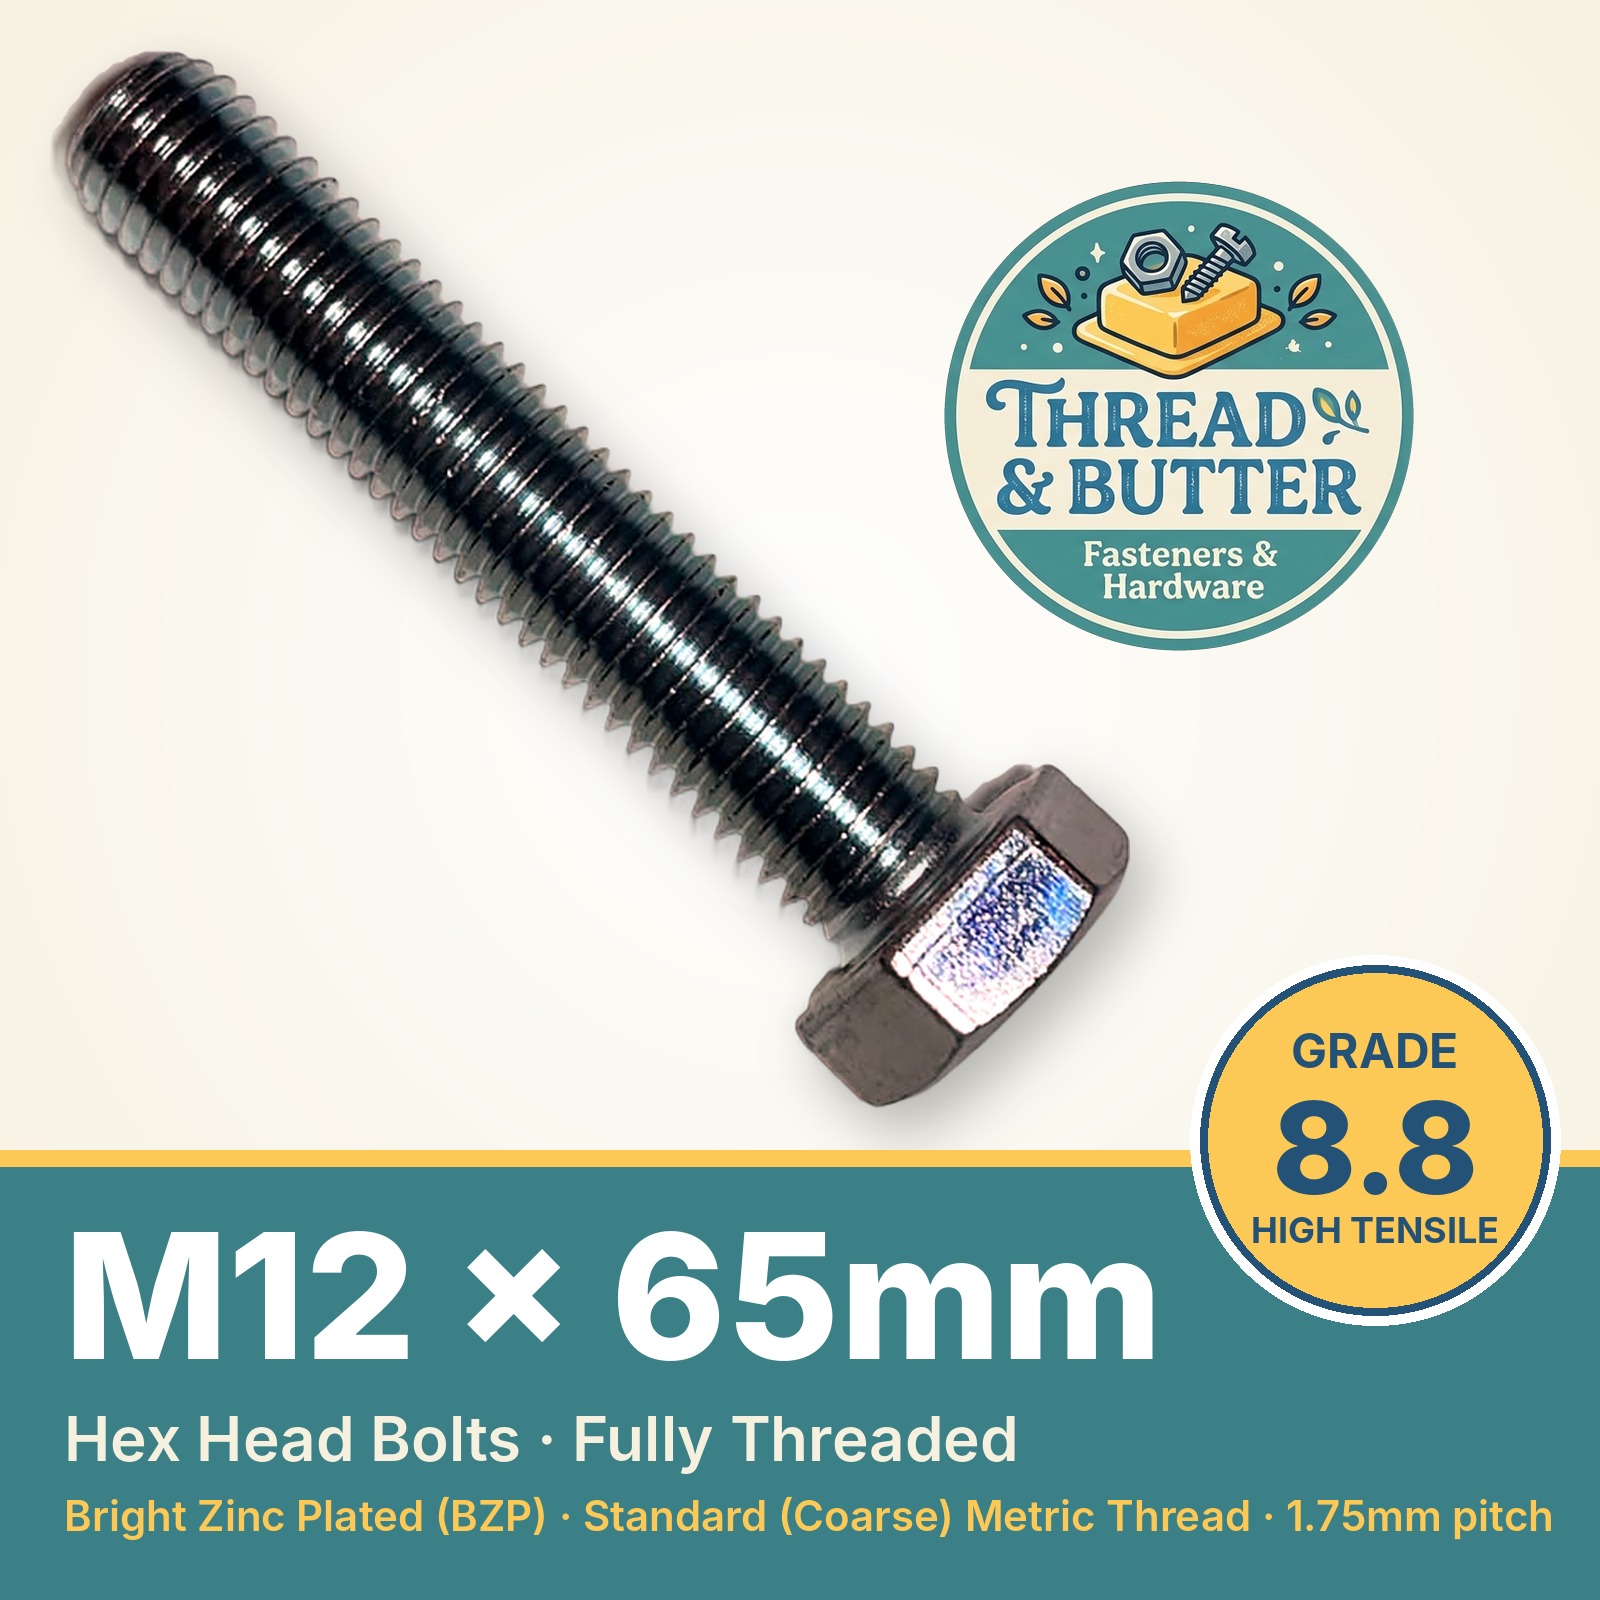 THREAD
& BUTTER
Fasteners &
Hardware
GRADE
8.8
HIGH TENSILE
M12 × 65mm
Hex Head Bolts · Fully Threaded
Bright Zinc Plated (BZP) · Standard (Coarse) Metric Thread · 1.75mm pitch